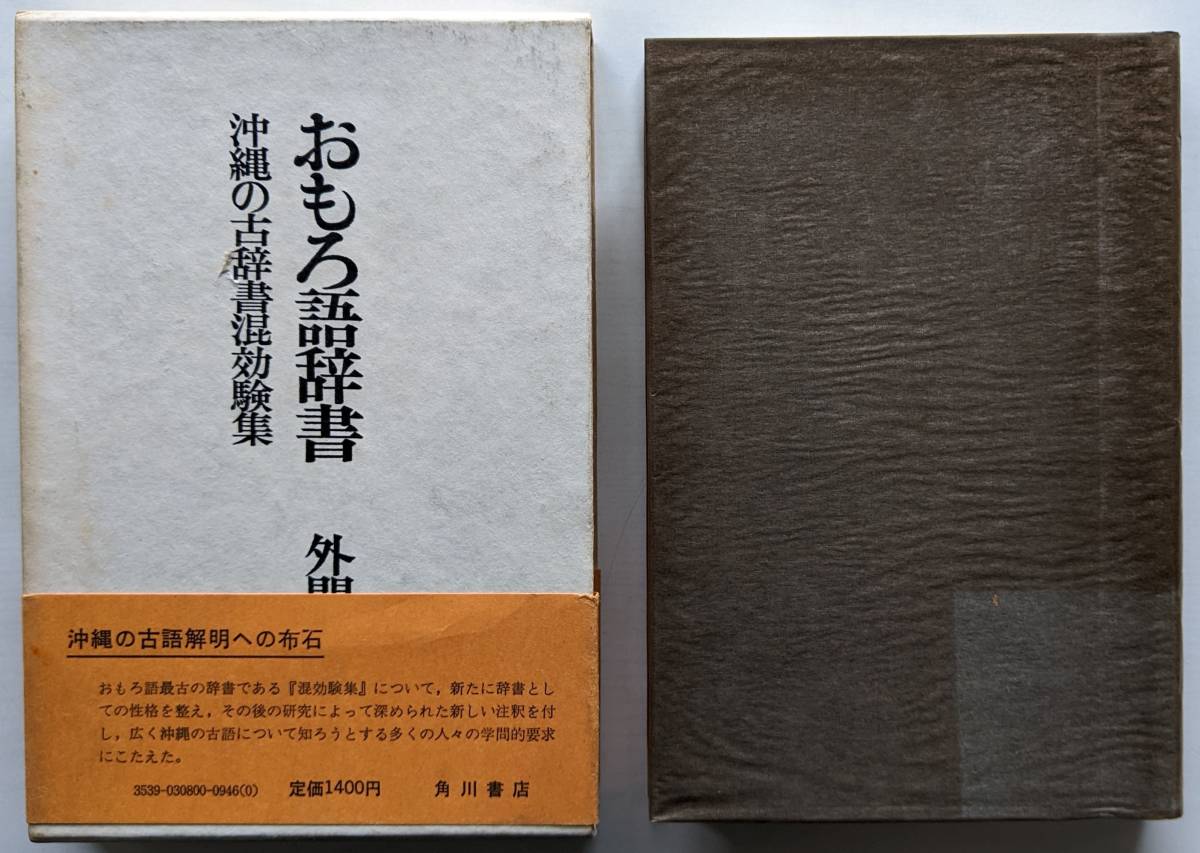 おもろ語辞書 外間
沖縄の古辞書混効験集
沖縄の古語解明への布石
おもろ語最古の辞書である『混効験集』について，新たに辞書とし
ての性格を整え，その後の研究によって深められた新しい注釈を付
し，広く沖縄の古語について知ろうとする多くの人々の学問的要求
にこたえた。
3539-030800-0946(0) 定価1400円 角川書店